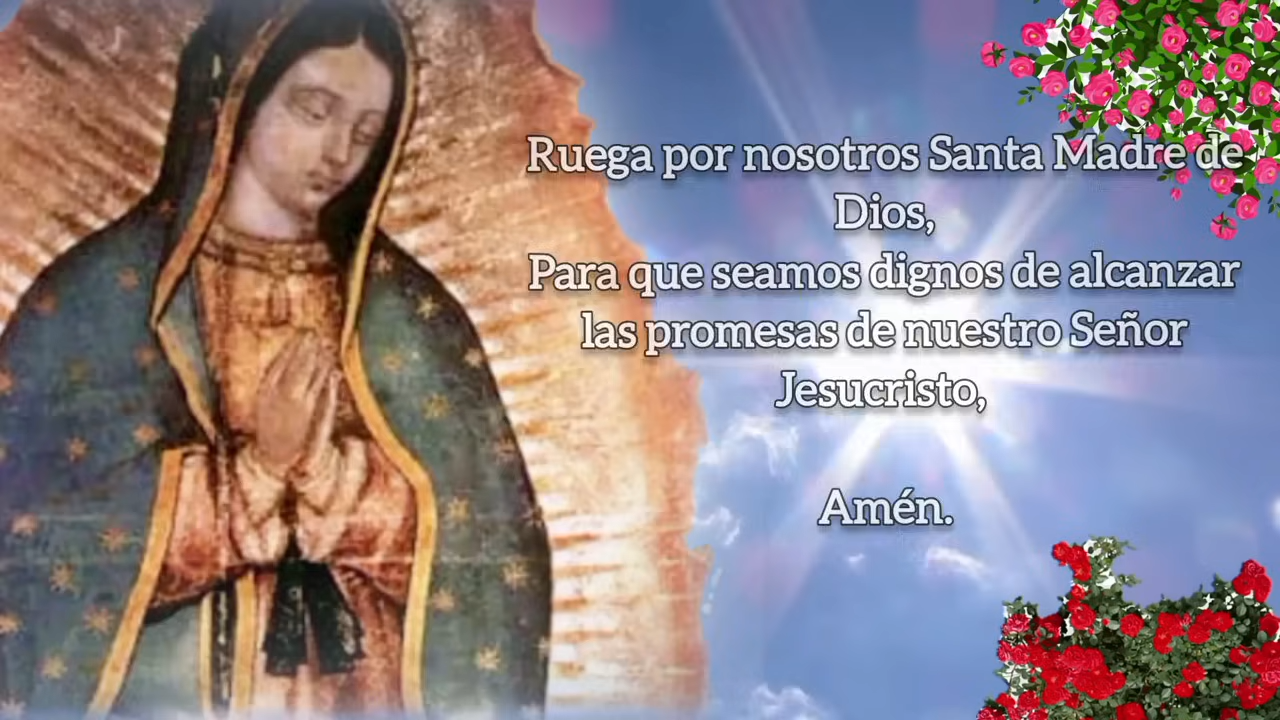 Ruega por nosotros Santa Madre de
Dios,
Para que seamos dignos de alcanzar
las promesas de nuestro Señor
Jesucristo,
Amén.